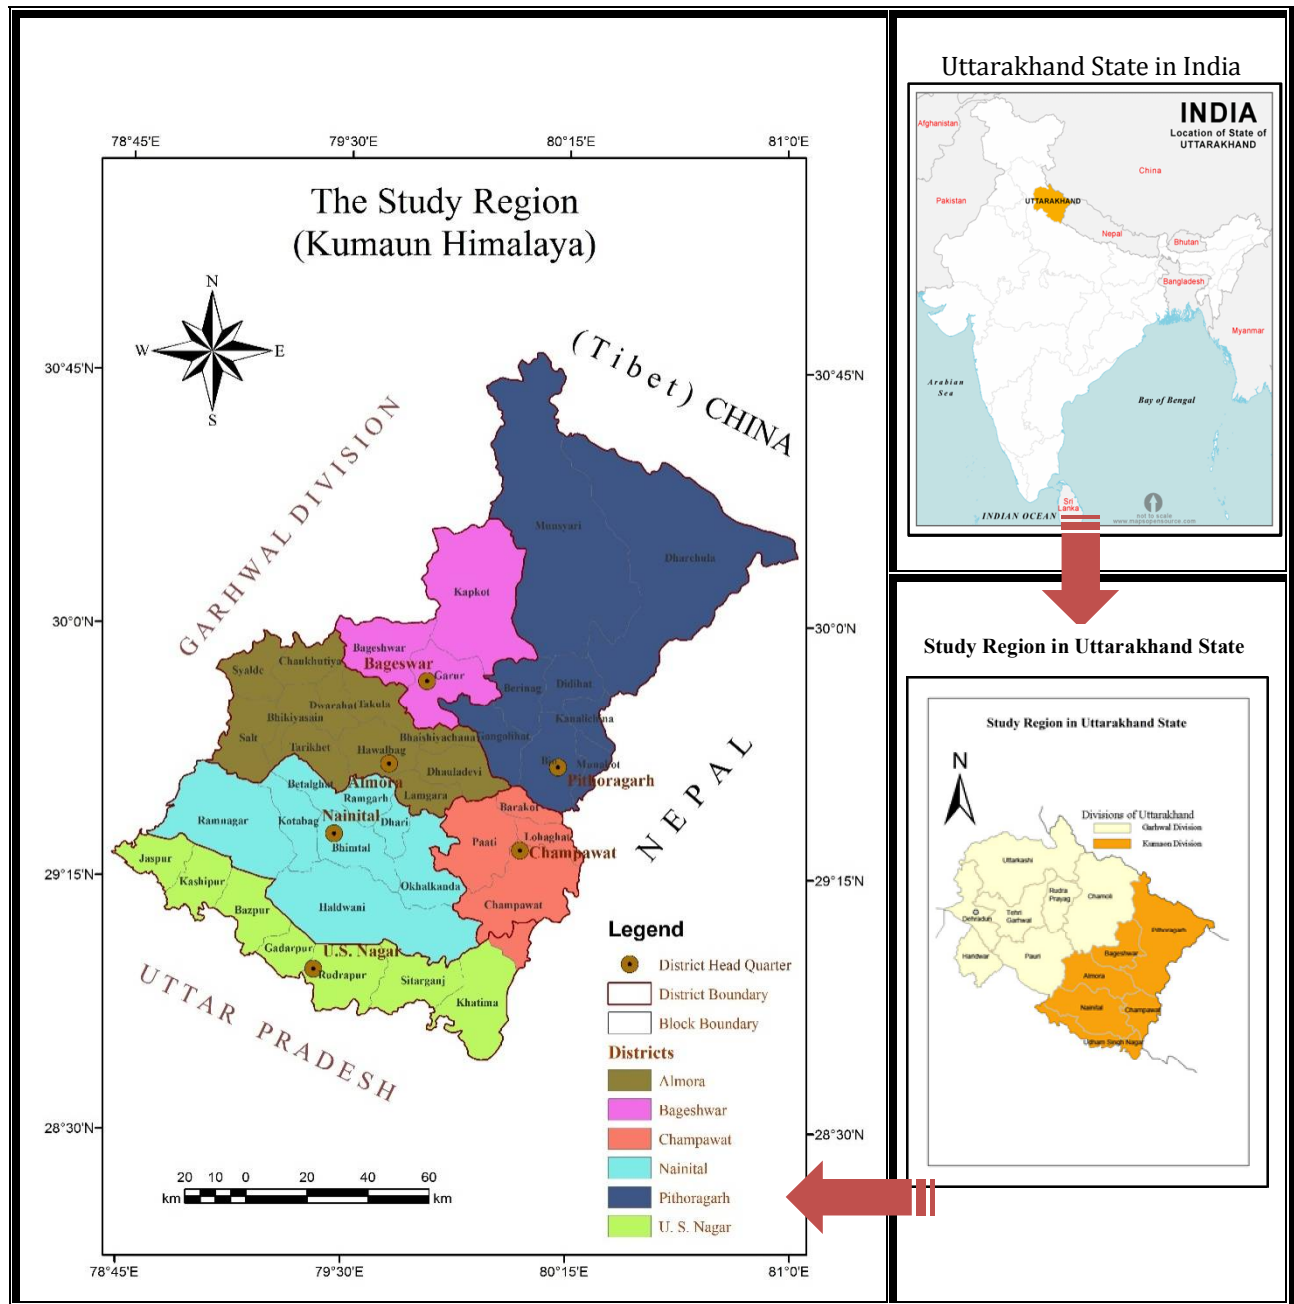 78°45'E
79°30'E
80°15'E
81°0'E
The Study Region
(Kumaun Himalaya)
N
W
E
S
(Tibet) CHINA
GARHWAL DIVISION
NEPAL
UTTAR PRADESH
30°45'N
30°45'N
30°0'N
30°0'N
29°15'N
29°15'N
28°30'N
28°30'N
Munsyari
Dharchula
Kapkot
Bageshwar
Bageswar
Garur
Chaukhutiya
Syalde
Berinag
Didihat
Dwarahat
Takula
Bhikiyasain
Kanalichina
Salt
Tarikhet
Hawalbag
Bhaishiyachana
Gangolihat
Almora
Dhauladevi
Munakot
Pithoragarh
Betalghat
Ramgarh
Lamgara
Barakot
Ramnagar
Kotabag
Nainital
Dhari
Paati
Lohaghat
Bhimtal
Champawat
Jaspur
Kashipur
Okhalkanda
Bazpur
Haldwani
Champawat
Gadarpur
U.S. Nagar
Rudrapur
Sitarganj
Khatima
Legend
District Head Quarter
District Boundary
Block Boundary
Districts
Almora
Bageshwar
Champawat
Nainital
Pithoragarh
U. S. Nagar
20 10 0 20 40 60
km
km
78°45'E
79°30'E
80°15'E
81°0'E
Uttarakhand State in India
INDIA
Location of State of
UTTARAKHAND
Afghanistan
China
Pakistan
UTTARAKHAND
Nepal
Bhutan
Bangladesh
Myanmar
Arabian
Sea
Bay of Bengal
Sri
Lanka
INDIAN OCEAN
not to scale
www.mapsopensource.com
Study Region in Uttarakhand State
Study Region in Uttarakhand State
N
Divisions of Uttarakhand
Garhwal Division
Kumaon Division
Uttarkashi
Rudra
Prayag
Chamoli
Dehradun
Tehri
Garhwal
Haridwar
Pauri
Pithoragarh
Bageshwar
Almora
Nainital
Champawat
Udham Singh Nagar